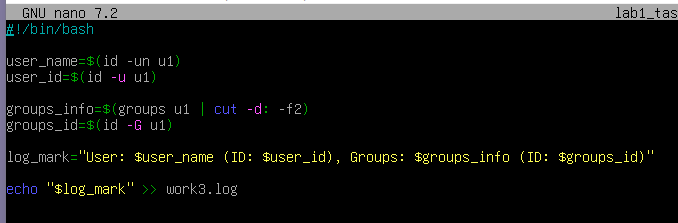 GNU nano 7.2 lab1_tas
#!/bin/bash
user_name=$(id -un u1)
user_id=$(id -u u1)
groups_info=$(groups u1 | cut -d: -f2)
groups_id=$(id -G u1)
log_mark="User: $user_name (ID: $user_id), Groups: $groups_info (ID: $groups_id)"
echo "$log_mark" >> work3.log